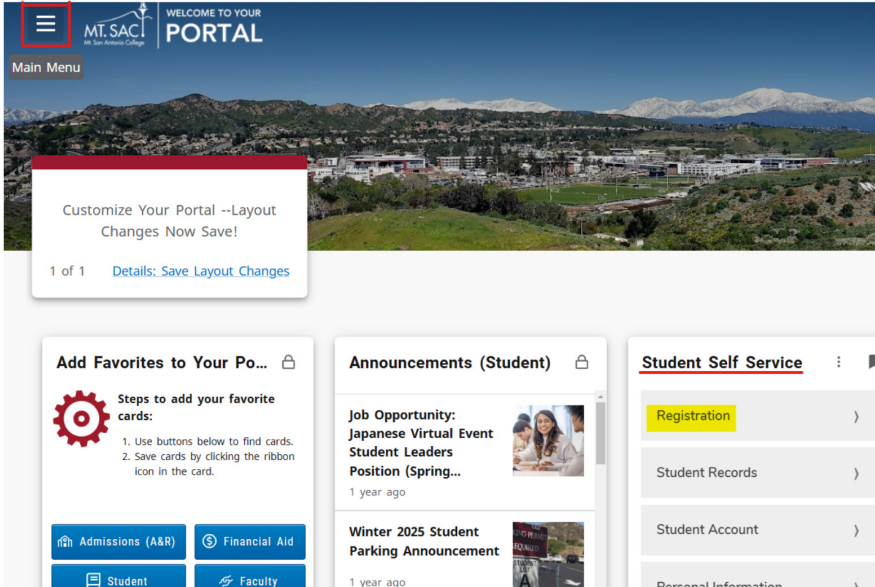 WELCOME TO YOUR
MT. SAC PORTAL
Mt. San Antonio College
Main Menu
Customize Your Portal --Layout
Changes Now Save!
1 of 1 Details: Save Layout Changes
Add Favorites to Your Po...
Steps to add your favorite
cards:
1. Use buttons below to find cards.
2. Save cards by clicking the ribbon
icon in the card.
Admissions (A&R)
Financial Aid
Student
Faculty
Announcements (Student)
Job Opportunity:
Japanese Virtual Event
Student Leaders
Position (Spring...
1 year ago
Winter 2025 Student
Parking Announcement
1 year ago
STUDENT
LOT
A
Student Self Service
Registration
Student Records
Student Account
Personal Information